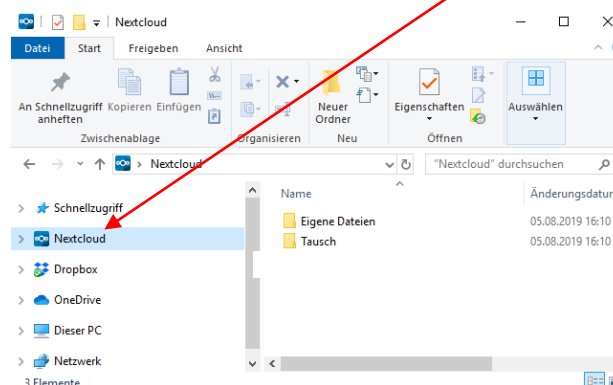 Nextcloud
Datei Start Freigeben Ansicht
An Schnellzugriff anheften
Kopieren Einfügen
Neuer Ordner
Eigenschaften
Auswählen
Zwischenablage Organisieren Neu Öffnen
Nextcloud "Nextcloud" durchsuchen
Name Änderungsdatur
Schnellzugriff
Eigene Dateien 05.08.2019 16:10
Tausch 05.08.2019 16:10
Nextcloud
Dropbox
OneDrive
Dieser PC
Netzwerk
3 Elemente